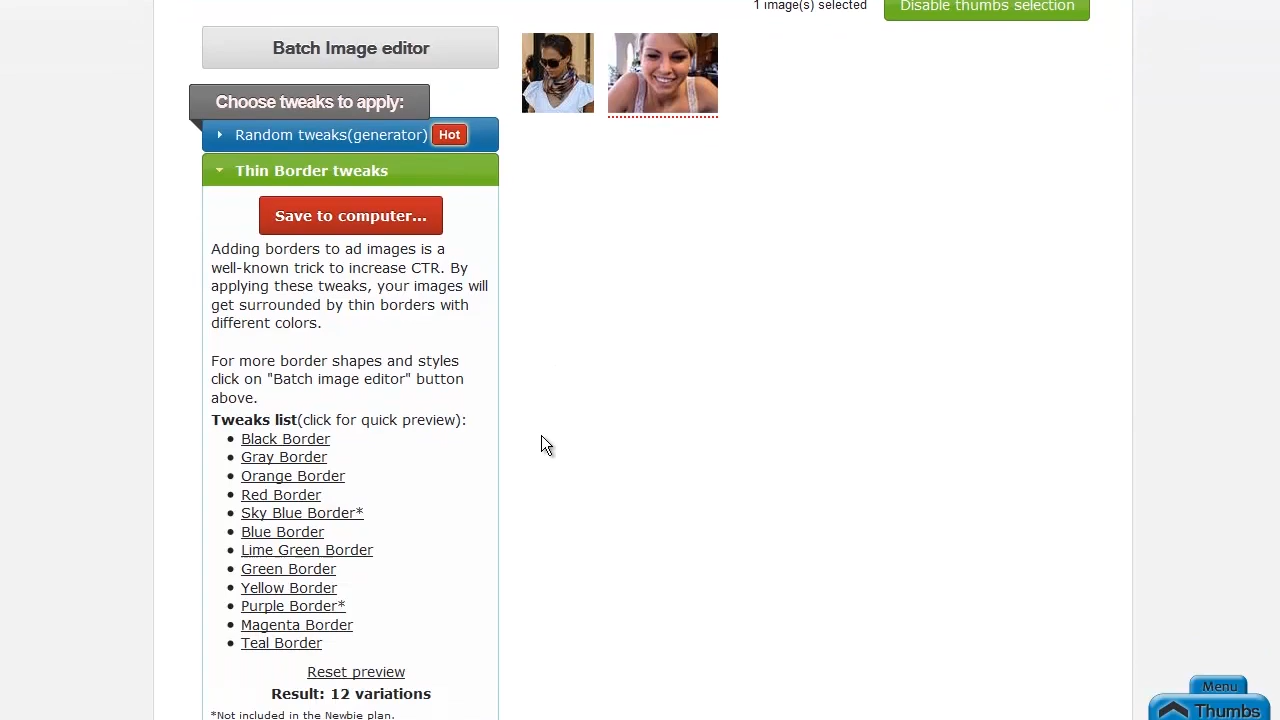 1 image(s) selected
Disable thumbs selection
Batch Image editor
Choose tweaks to apply:
Random tweaks(generator) Hot
Thin Border tweaks
Save to computer...
Adding borders to ad images is a
well-known trick to increase CTR. By
applying these tweaks, your images will
get surrounded by thin borders with
different colors.
For more border shapes and styles
click on "Batch image editor" button
above.
Tweaks list(click for quick preview):
Black Border
Gray Border
Orange Border
Red Border
Sky Blue Border*
Blue Border
Lime Green Border
Green Border
Yellow Border
Purple Border*
Magenta Border
Teal Border
Reset preview
Result: 12 variations
*Not included in the Newbie plan.
Menu
Thumbs